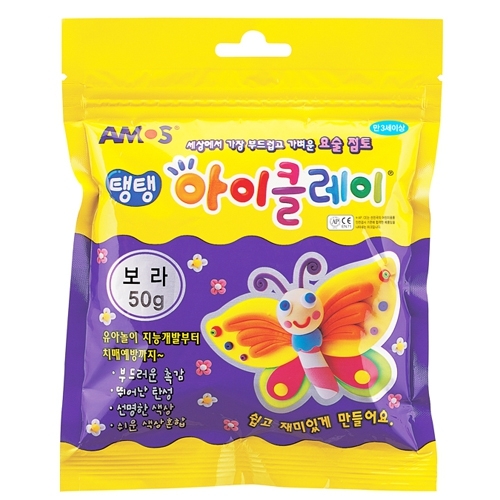 AMOS
만 3세이상
세상에서 가장 부드럽고 가벼운 요술 점토
탱탱 아이클레이®
AP CE
보라
50g
유아놀이 지능개발부터
치매예방까지~
· 부드러운 촉감
· 뛰어난 탄성
· 선명한 색상
· 쉬운 색상혼합
쉽고 재미있게 만들어요.